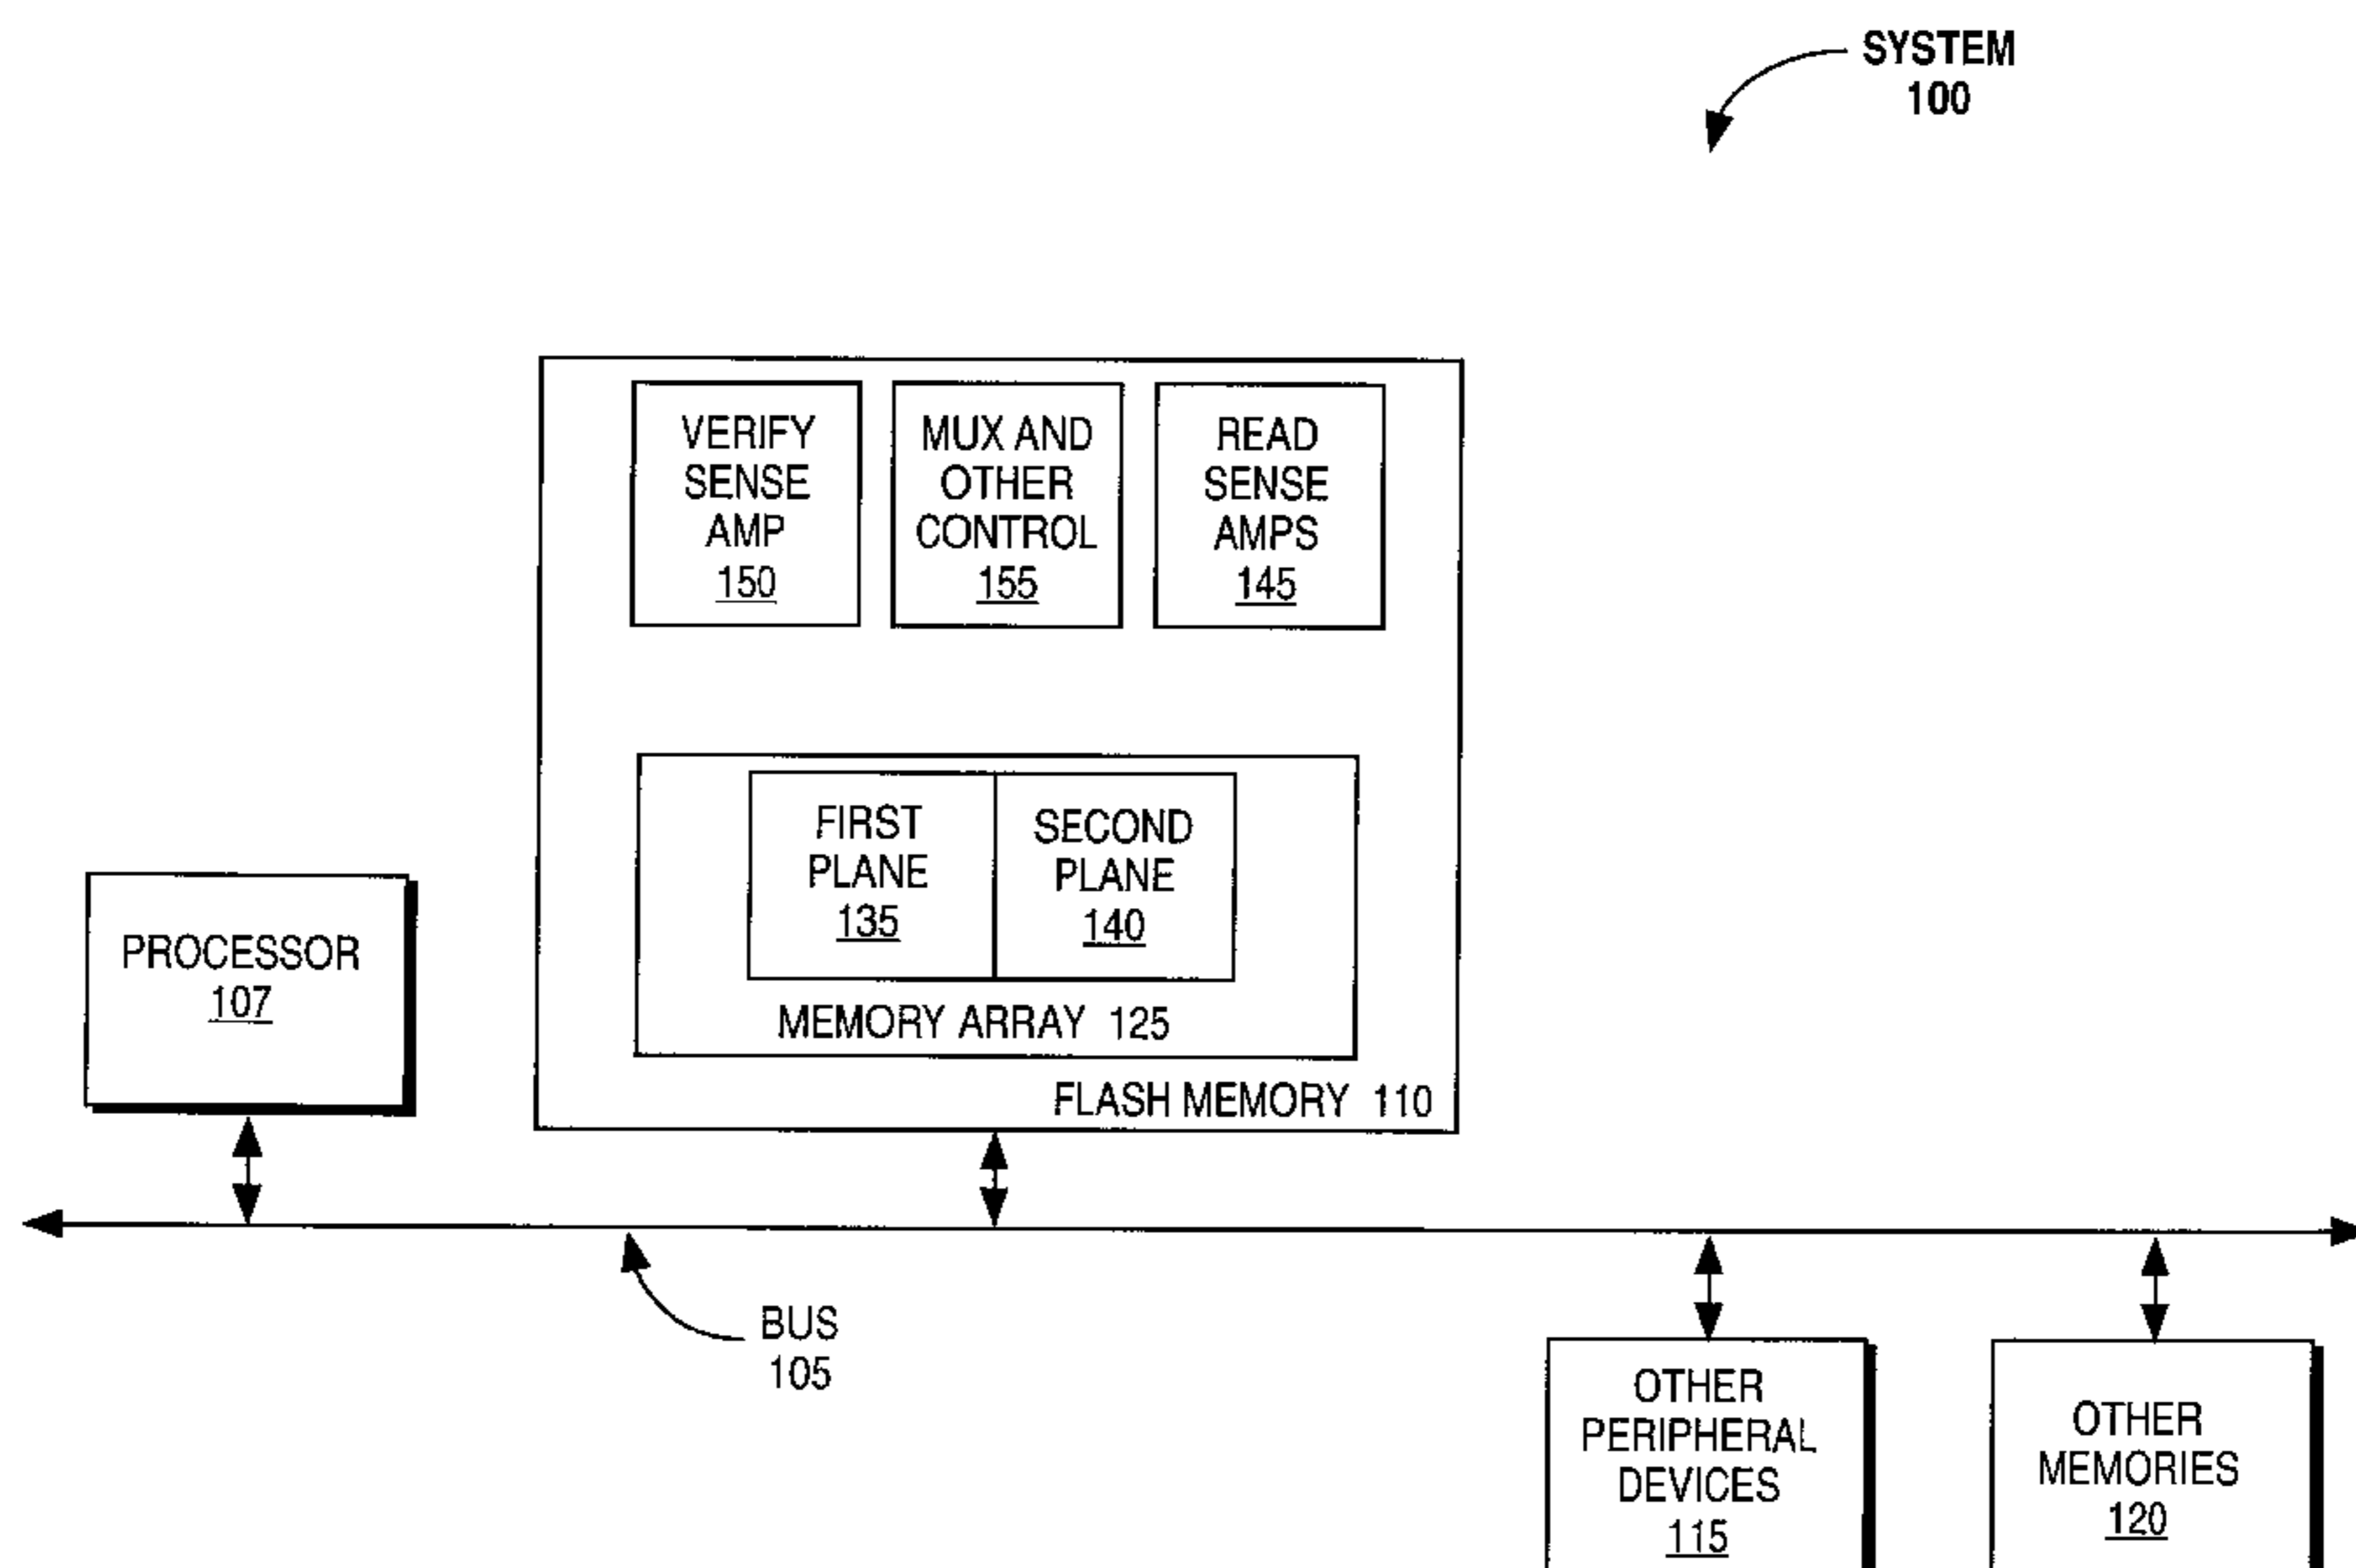 SYSTEM
100
VERIFY
SENSE
AMP
150
MUX AND
OTHER
CONTROL
155
READ
SENSE
AMPS
145
FIRST
PLANE
135
SECOND
PLANE
140
MEMORY ARRAY 125
FLASH MEMORY 110
PROCESSOR
107
BUS
105
OTHER
PERIPHERAL
DEVICES
115
OTHER
MEMORIES
120